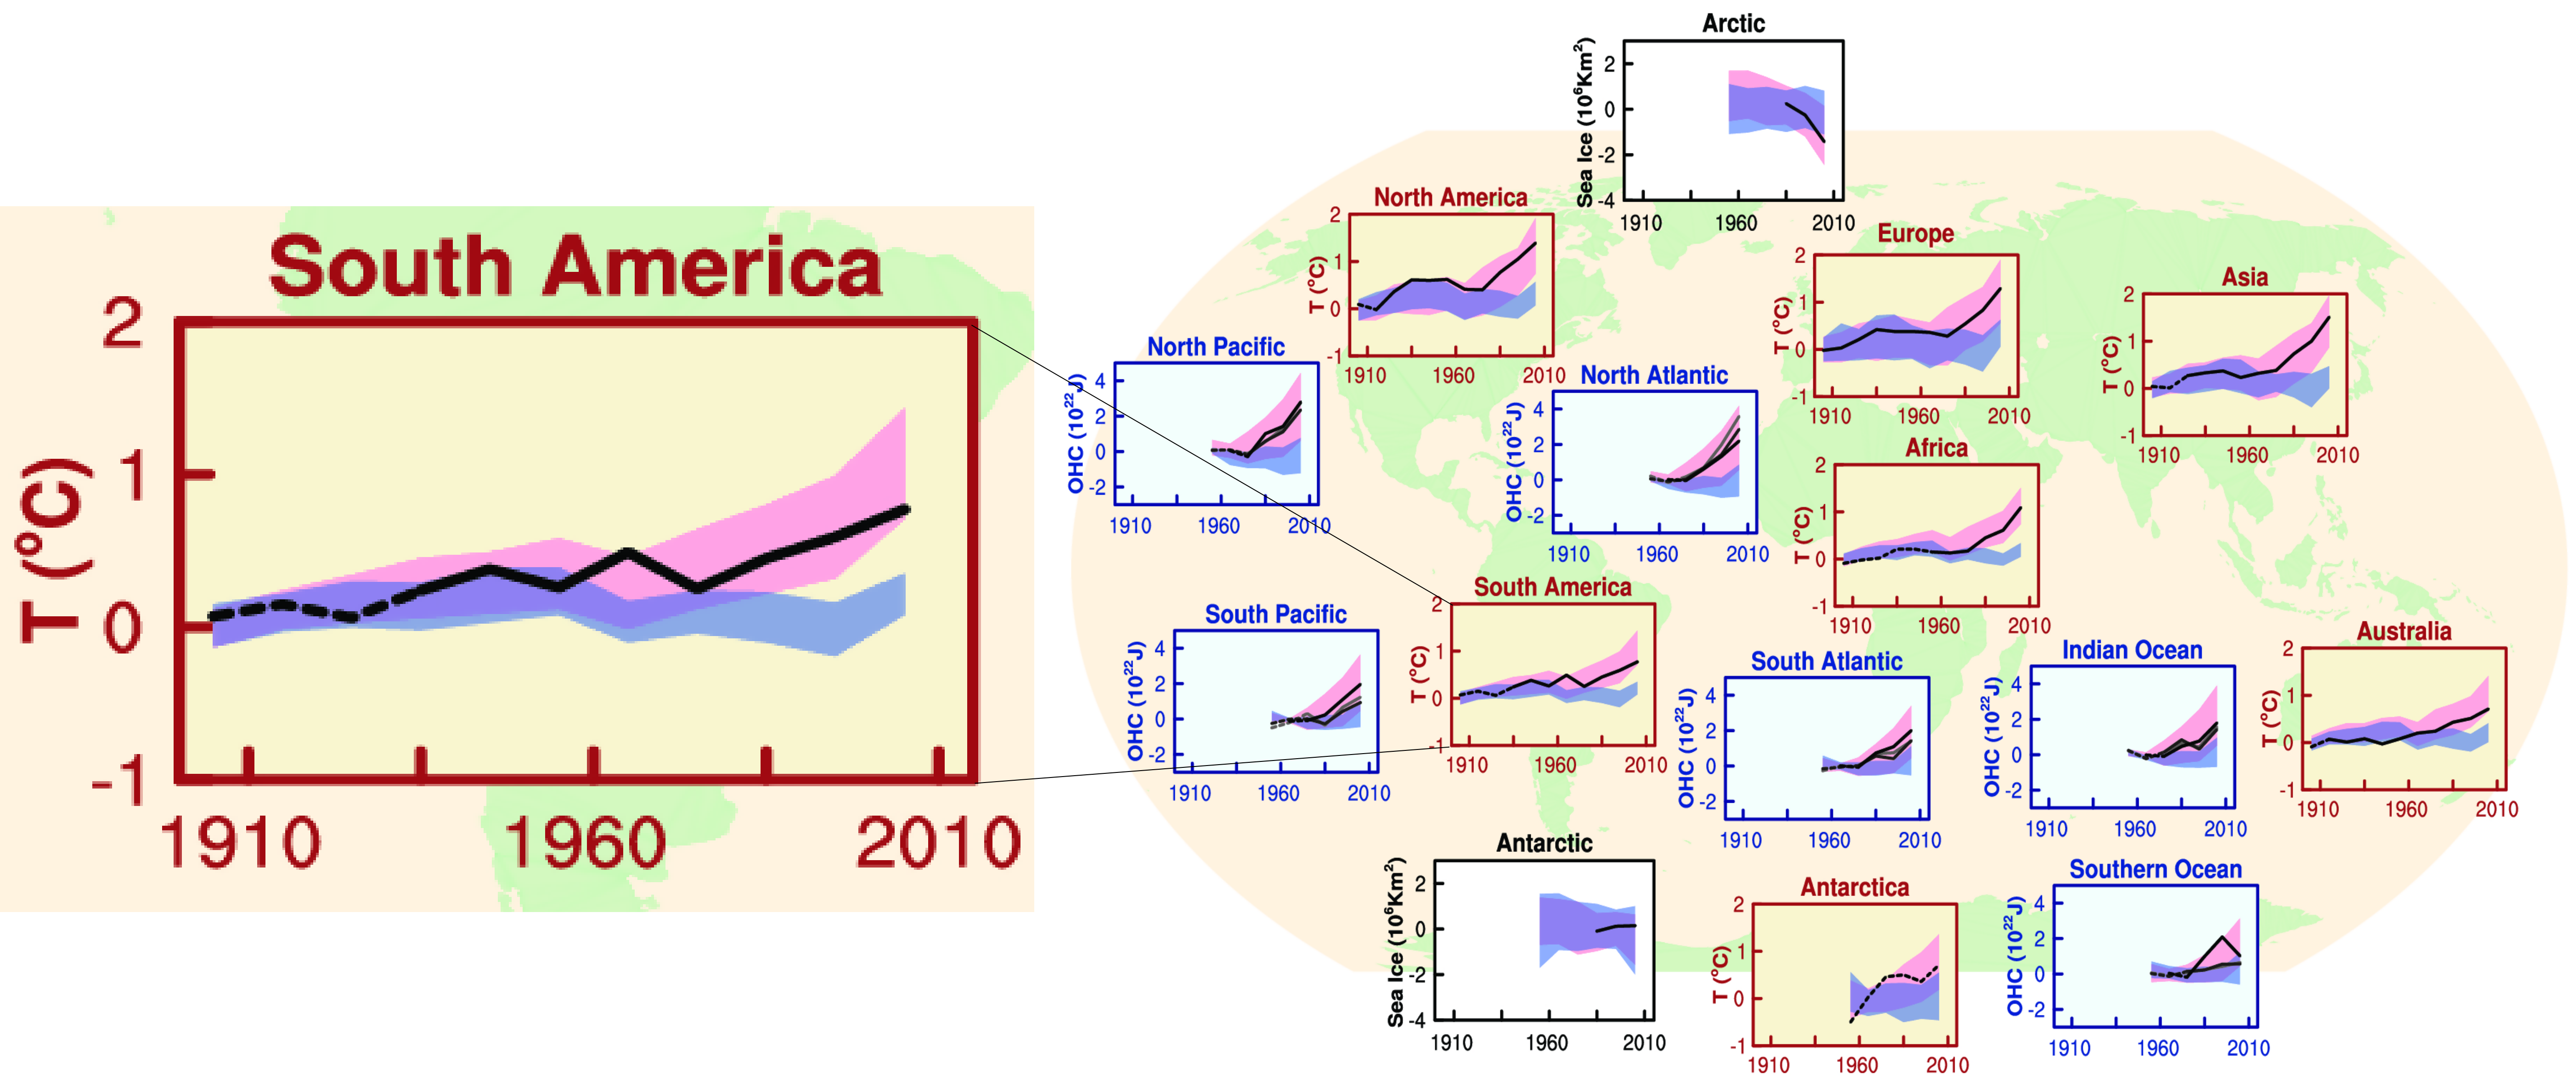 South America
2
1
0
-1
T (°C)
1910 1960 2010
Arctic
Sea Ice (10⁶Km²)
2
0
-2
-4
1910 1960 2010
North America
T (°C)
2
1
0
-1
1910 1960 2010
Europe
T (°C)
2
1
0
-1
1910 1960 2010
Asia
T (°C)
2
1
0
-1
1910 1960 2010
North Pacific
OHC (10²²J)
4
2
0
-2
1910 1960 2010
North Atlantic
OHC (10²²J)
4
2
0
-2
1910 1960 2010
Africa
T (°C)
2
1
0
-1
1910 1960 2010
South America
T (°C)
2
1
0
-1
1910 1960 2010
South Pacific
OHC (10²²J)
4
2
0
-2
1910 1960 2010
South Atlantic
OHC (10²²J)
4
2
0
-2
1910 1960 2010
Indian Ocean
OHC (10²²J)
4
2
0
-2
1910 1960 2010
Australia
T (°C)
2
1
0
-1
1910 1960 2010
Antarctic
Sea Ice (10⁶Km²)
2
0
-2
-4
1910 1960 2010
Antarctica
T (°C)
2
1
0
-1
1910 1960 2010
Southern Ocean
OHC (10²²J)
4
2
0
-2
1910 1960 2010